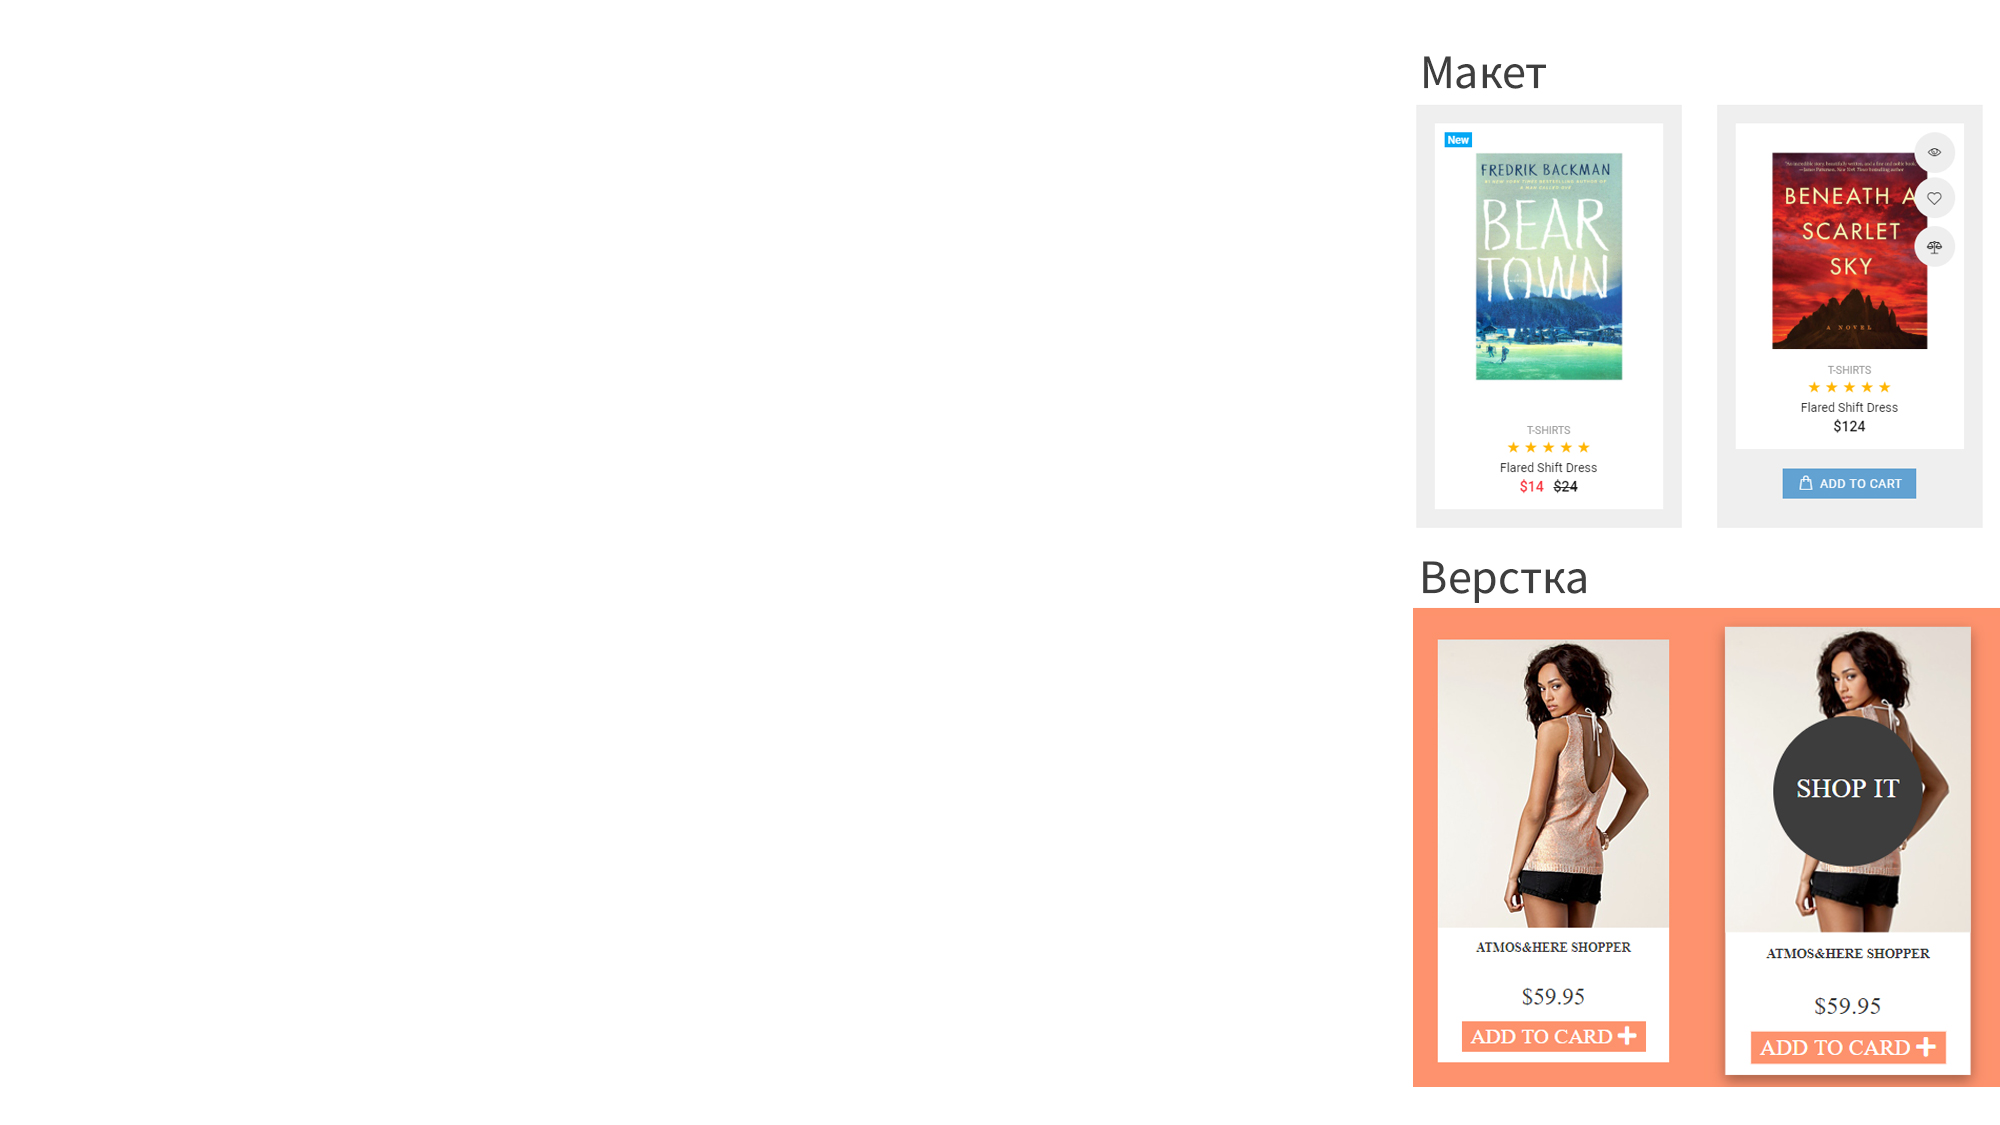 Макет
New
FREDRIK BACKMAN
BEAR
TOWN
T-SHIRTS
Flared Shift Dress
$14 $24
BENEATH A
SCARLET
SKY
A NOVEL
T-SHIRTS
Flared Shift Dress
$124
ADD TO CART
Верстка
ATMOS&HERE SHOPPER
$59.95
ADD TO CARD
SHOP IT
ATMOS&HERE SHOPPER
$59.95
ADD TO CARD